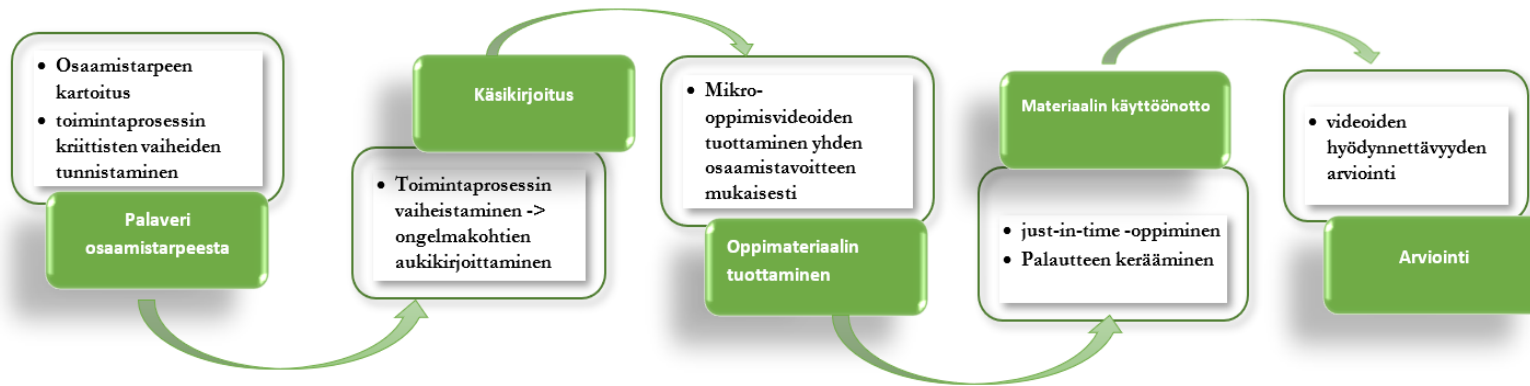 • Osaamistarpeen
kartoitus
• toimintaprosessin
kriittisten vaiheiden
tunnistaminen
Palaveri
osaamistarpeesta
Käsikirjoitus
• Toimintaprosessin
vaiheistaminen ->
ongelmakohtien
aukikirjoittaminen
• Mikro-
oppimisvideoiden
tuottaminen yhden
osaamistavoitteen
mukaisesti
Oppimateriaalin
tuottaminen
Materiaalin käyttöönotto
• just-in-time -oppiminen
• Palautteen kerääminen
• videoiden
hyödynnettävyyden
arviointi
Arviointi